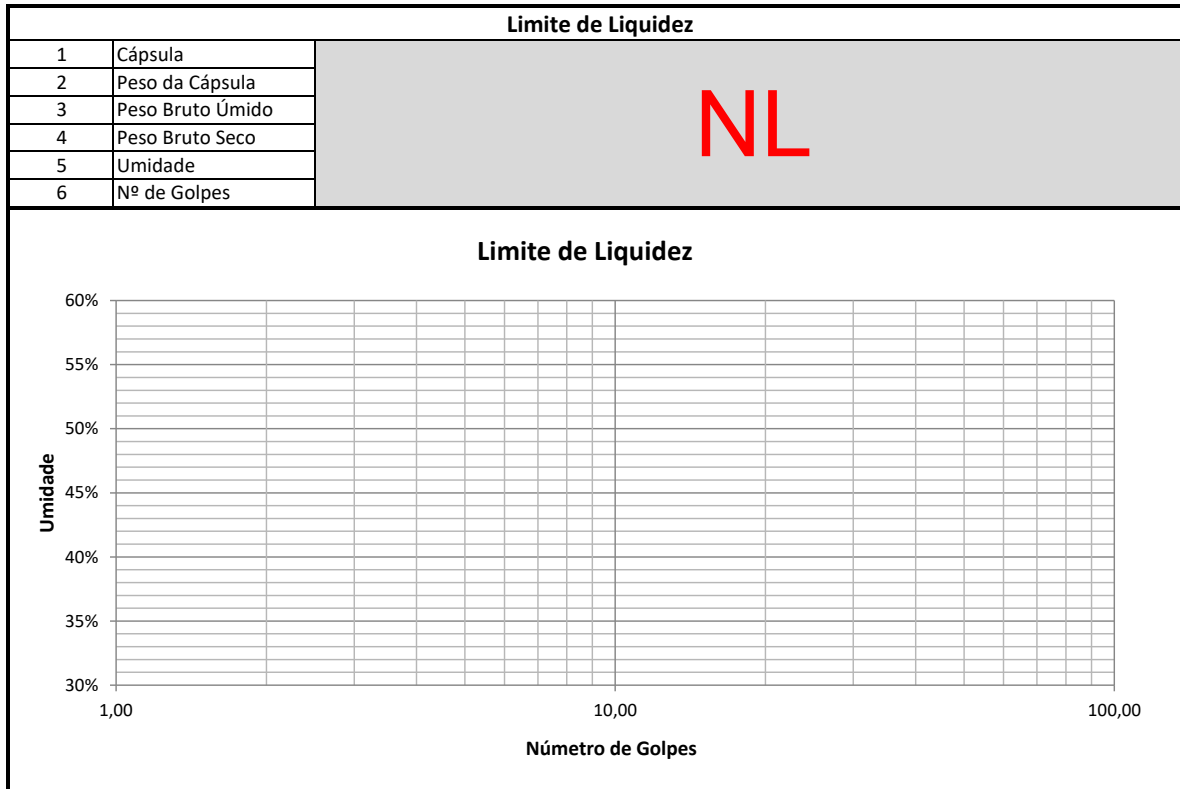 Limite de Liquidez
1 Cápsula
2 Peso da Cápsula
3 Peso Bruto Úmido
4 Peso Bruto Seco
5 Umidade
6 Nº de Golpes
NL
Limite de Liquidez
60%
55%
50%
45%
40%
35%
30%
Umidade
1,00 10,00 100,00
Númetro de Golpes